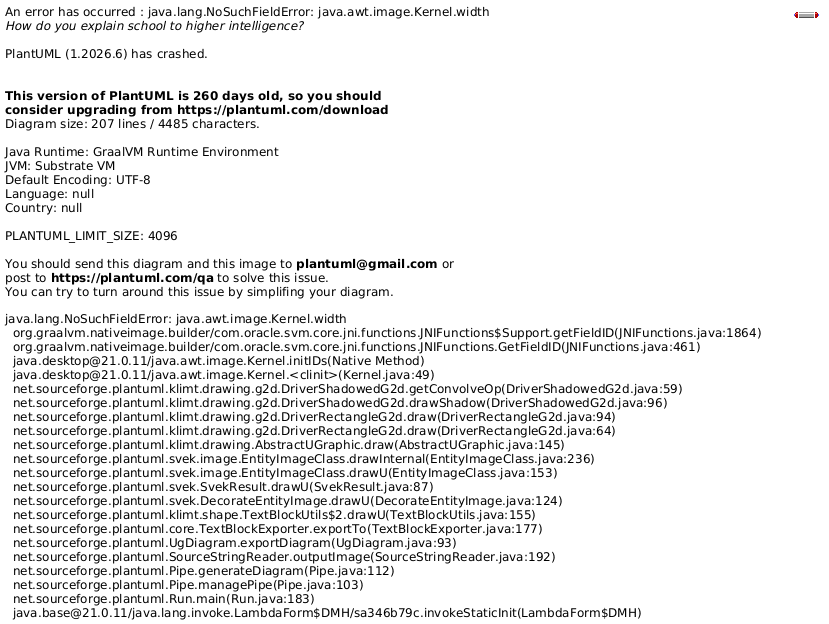 An error has occurred : java.lang.NoSuchFieldError: java.awt.image.Kernel.width
How do you explain school to higher intelligence?
PlantUML (1.2026.6) has crashed.
This version of PlantUML is 260 days old, so you should
consider upgrading from https://plantuml.com/download
Diagram size: 207 lines / 4485 characters.
Java Runtime: GraalVM Runtime Environment
JVM: Substrate VM
Default Encoding: UTF-8
Language: null
Country: null
PLANTUML_LIMIT_SIZE: 4096
You should send this diagram and this image to plantuml@gmail.com or
post to https://plantuml.com/qa to solve this issue.
You can try to turn around this issue by simplifing your diagram.
java.lang.NoSuchFieldError: java.awt.image.Kernel.width
org.graalvm.nativeimage.builder/com.oracle.svm.core.jni.functions.JNIFunctions$Support.getFieldID(JNIFunctions.java:1864)
org.graalvm.nativeimage.builder/com.oracle.svm.core.jni.functions.JNIFunctions.GetFieldID(JNIFunctions.java:461)
java.desktop@21.0.11/java.awt.image.Kernel.initIDs(Native Method)
java.desktop@21.0.11/java.awt.image.Kernel.<clinit>(Kernel.java:49)
net.sourceforge.plantuml.klimt.drawing.g2d.DriverShadowedG2d.getConvolveOp(DriverShadowedG2d.java:59)
net.sourceforge.plantuml.klimt.drawing.g2d.DriverShadowedG2d.drawShadow(DriverShadowedG2d.java:96)
net.sourceforge.plantuml.klimt.drawing.g2d.DriverRectangleG2d.draw(DriverRectangleG2d.java:94)
net.sourceforge.plantuml.klimt.drawing.g2d.DriverRectangleG2d.draw(DriverRectangleG2d.java:64)
net.sourceforge.plantuml.klimt.drawing.AbstractUGraphic.draw(AbstractUGraphic.java:145)
net.sourceforge.plantuml.svek.image.EntityImageClass.drawInternal(EntityImageClass.java:236)
net.sourceforge.plantuml.svek.image.EntityImageClass.drawU(EntityImageClass.java:153)
net.sourceforge.plantuml.svek.SvekResult.drawU(SvekResult.java:87)
net.sourceforge.plantuml.svek.DecorateEntityImage.drawU(DecorateEntityImage.java:124)
net.sourceforge.plantuml.klimt.shape.TextBlockUtils$2.drawU(TextBlockUtils.java:155)
net.sourceforge.plantuml.core.TextBlockExporter.exportTo(TextBlockExporter.java:177)
net.sourceforge.plantuml.UgDiagram.exportDiagram(UgDiagram.java:93)
net.sourceforge.plantuml.SourceStringReader.outputImage(SourceStringReader.java:192)
net.sourceforge.plantuml.Pipe.generateDiagram(Pipe.java:112)
net.sourceforge.plantuml.Pipe.managePipe(Pipe.java:103)
net.sourceforge.plantuml.Run.main(Run.java:183)
java.base@21.0.11/java.lang.invoke.LambdaForm$DMH/sa346b79c.invokeStaticInit(LambdaForm$DMH)